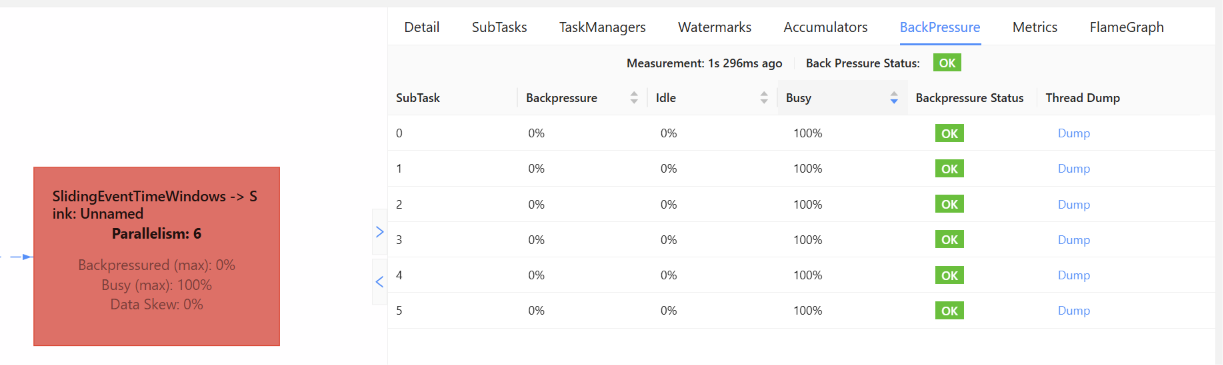 Detail SubTasks TaskManagers Watermarks Accumulators BackPressure Metrics FlameGraph
Measurement: 1s 296ms ago Back Pressure Status: OK
SubTask Backpressure Idle Busy Backpressure Status Thread Dump
0 0% 0% 100% OK Dump
1 0% 0% 100% OK Dump
2 0% 0% 100% OK Dump
3 0% 0% 100% OK Dump
4 0% 0% 100% OK Dump
5 0% 0% 100% OK Dump
SlidingEventTimeWindows -> S
ink: Unnamed
Parallelism: 6
Backpressured (max): 0%
Busy (max): 100%
Data Skew: 0%